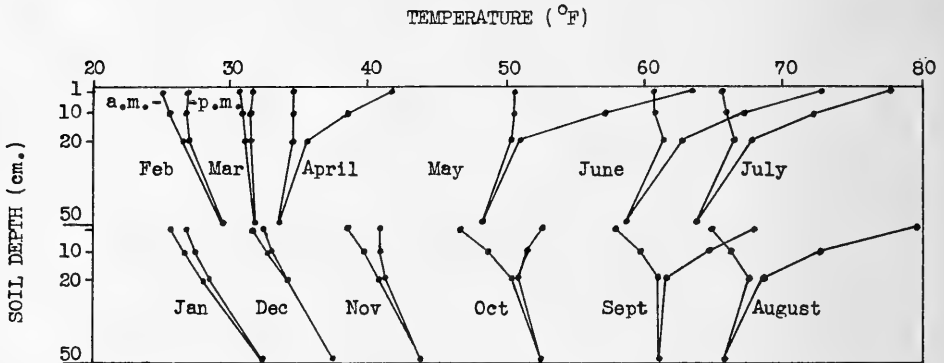 TEMPERATURE (°F)
20 30 40 50 60 70 80
1
a.m.- -p.m.
10
20
Feb Mar April May June July
50
10
20
Jan Dec Nov Oct Sept August
50
SOIL DEPTH (cm.)